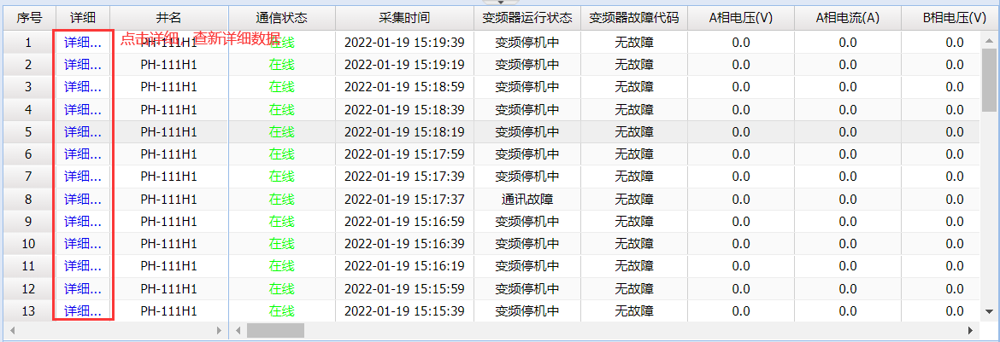 序号 详细 井名 通信状态 采集时间 变频器运行状态 变频器故障代码 A相电压(V) A相电流(A) B相电压(V)
点击详细，查新详细数据
1 详细... PH-111H1 在线 2022-01-19 15:19:39 变频停机中 无故障 0.0 0.0 0.0
2 详细... PH-111H1 在线 2022-01-19 15:19:19 变频停机中 无故障 0.0 0.0 0.0
3 详细... PH-111H1 在线 2022-01-19 15:18:59 变频停机中 无故障 0.0 0.0 0.0
4 详细... PH-111H1 在线 2022-01-19 15:18:39 变频停机中 无故障 0.0 0.0 0.0
5 详细... PH-111H1 在线 2022-01-19 15:18:19 变频停机中 无故障 0.0 0.0 0.0
6 详细... PH-111H1 在线 2022-01-19 15:17:59 变频停机中 无故障 0.0 0.0 0.0
7 详细... PH-111H1 在线 2022-01-19 15:17:39 变频停机中 无故障 0.0 0.0 0.0
8 详细... PH-111H1 在线 2022-01-19 15:17:37 通讯故障 无故障 0.0 0.0 0.0
9 详细... PH-111H1 在线 2022-01-19 15:16:59 变频停机中 无故障 0.0 0.0 0.0
10 详细... PH-111H1 在线 2022-01-19 15:16:39 变频停机中 无故障 0.0 0.0 0.0
11 详细... PH-111H1 在线 2022-01-19 15:16:19 变频停机中 无故障 0.0 0.0 0.0
12 详细... PH-111H1 在线 2022-01-19 15:15:59 变频停机中 无故障 0.0 0.0 0.0
13 详细... PH-111H1 在线 2022-01-19 15:15:39 变频停机中 无故障 0.0 0.0 0.0